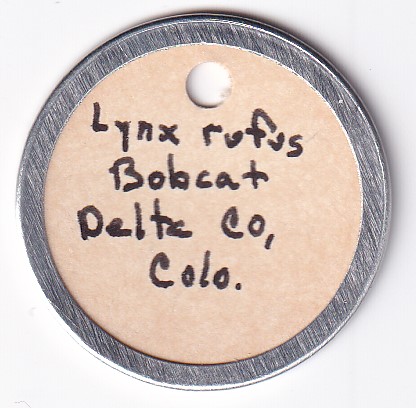 Lynx rufus
Bobcat
Delta Co,
Colo.